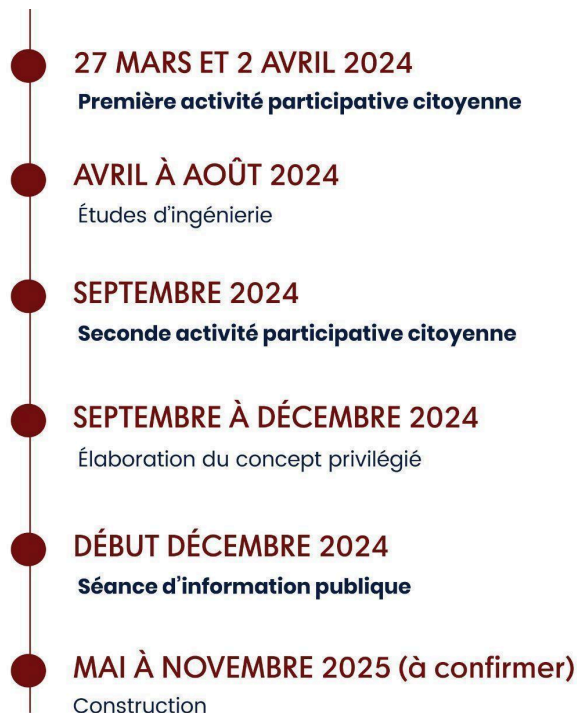 27 MARS ET 2 AVRIL 2024
Première activité participative citoyenne
AVRIL À AOÛT 2024
Études d'ingénierie
SEPTEMBRE 2024
Seconde activité participative citoyenne
SEPTEMBRE À DÉCEMBRE 2024
Élaboration du concept privilégié
DÉBUT DÉCEMBRE 2024
Séance d'information publique
MAI À NOVEMBRE 2025 (à confirmer)
Construction